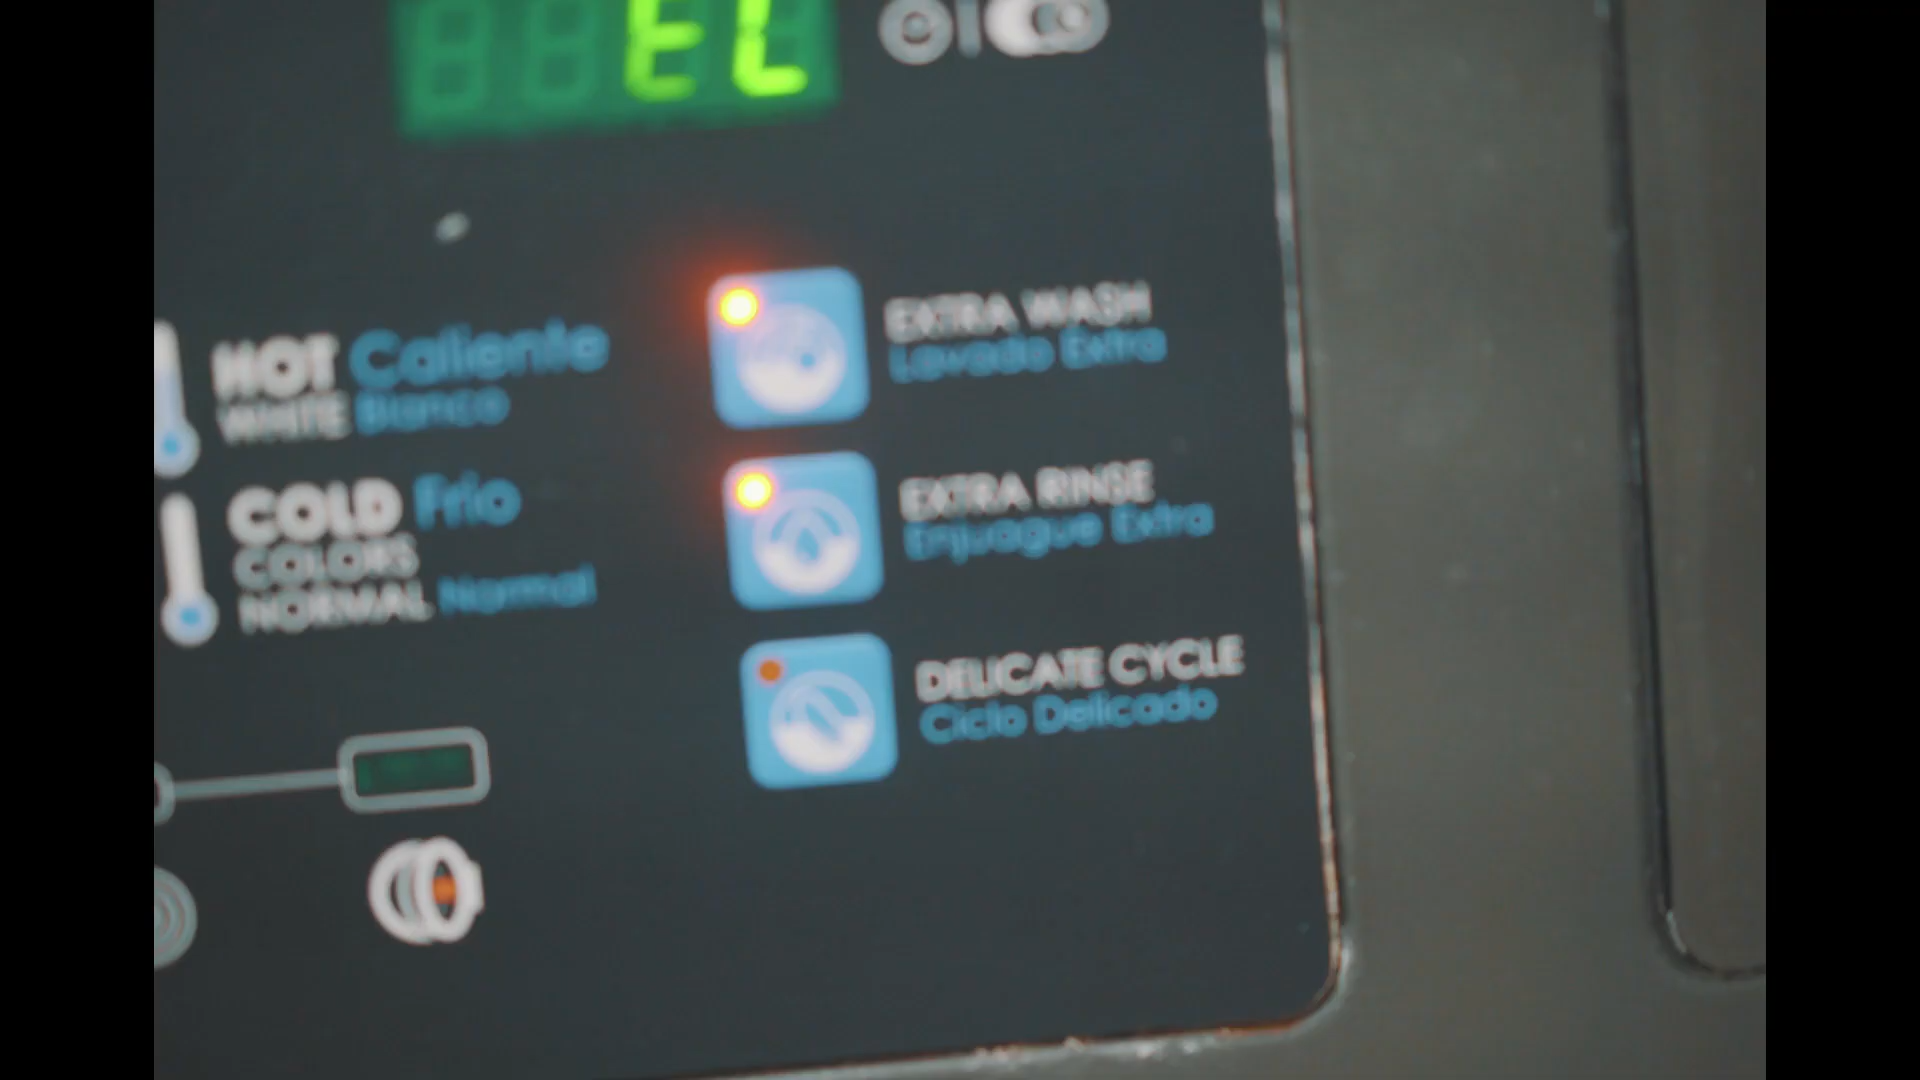 EL
HOT Caliente
WHITE Blanco
COLD Frio
COLORS
NORMAL Normal
EXTRA WASH
Lavado Extra
EXTRA RINSE
Enjuague Extra
DELICATE CYCLE
Ciclo Delicado